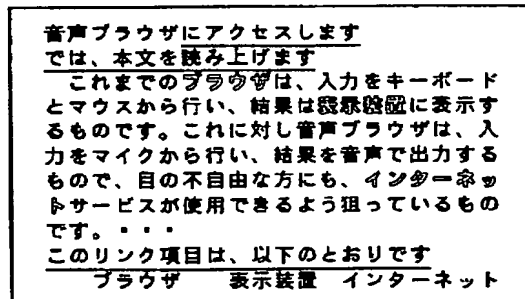 音声ブラウザにアクセスします
では、本文を読み上げます
これまでのブラウザは、入力をキーボード
とマウスから行い、結果は表示装置に表示す
るものです。これに対し音声ブラウザは、入
力をマイクから行い、結果を音声で出力する
もので、目の不自由な方にも、インターネッ
トサービスが使用できるよう狙っているもの
です。・・・
このリンク項目は、以下のとおりです
ブラウザ 表示装置 インターネット